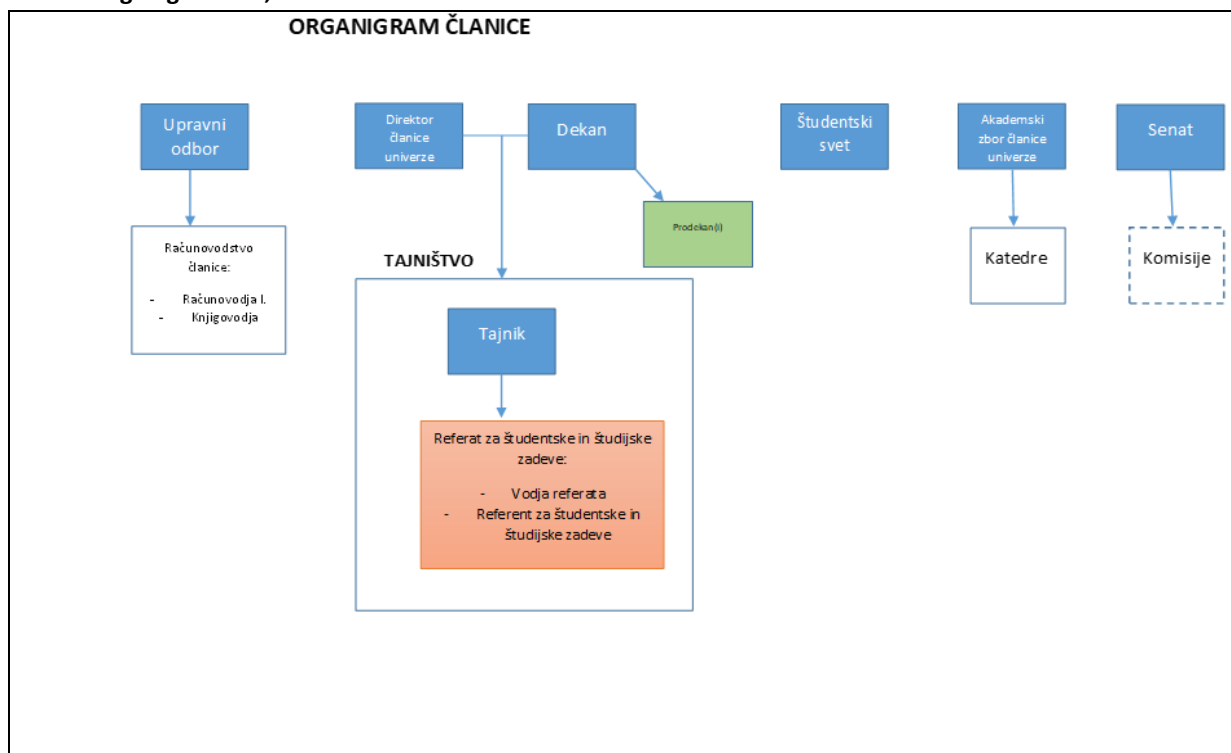 ORGANIGRAM ČLANICE
Upravni
odbor
Direktor
članice
univerze
Dekan
Študentski
svet
Akademski
zbor članice
univerze
Senat
Prodekan(i)
Računovodstvo
članice:
- Računovodja I.
- Knjigovodja
TAJNIŠTVO
Katedre
Komisije
Tajnik
Referat za študentske in študijske
zadeve:
- Vodja referata
- Referent za študentske in
študijske zadeve